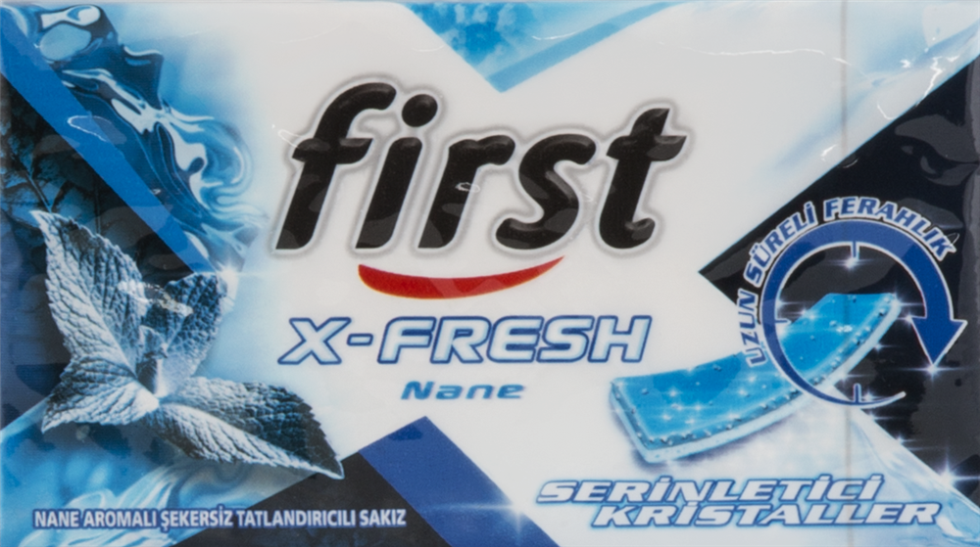 first
X-FRESH
Nane
UZUN SÜRELİ FERAHLIK
SERİNLETİCİ
KRİSTALLER
NANE AROMALI ŞEKERSİZ TATLANDIRICILI SAKIZ